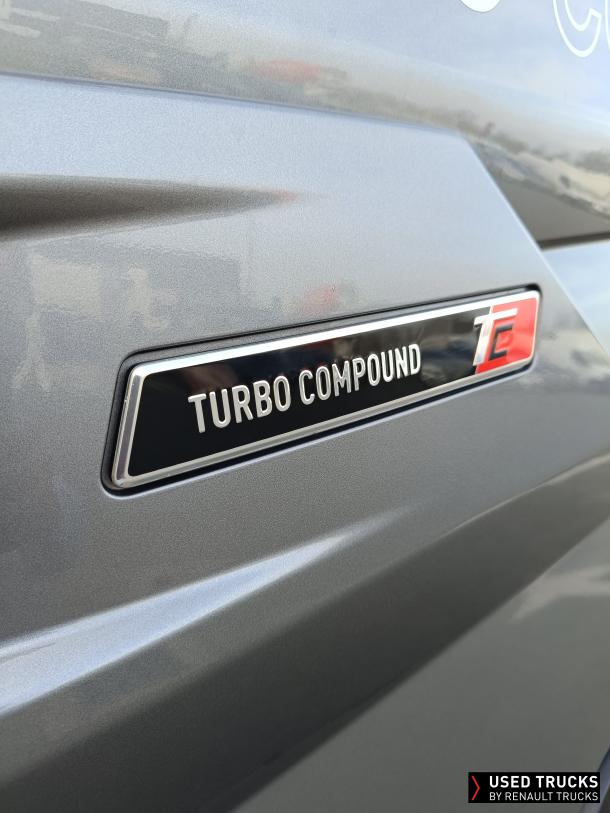 TURBO COMPOUND TC
USED TRUCKS
BY RENAULT TRUCKS